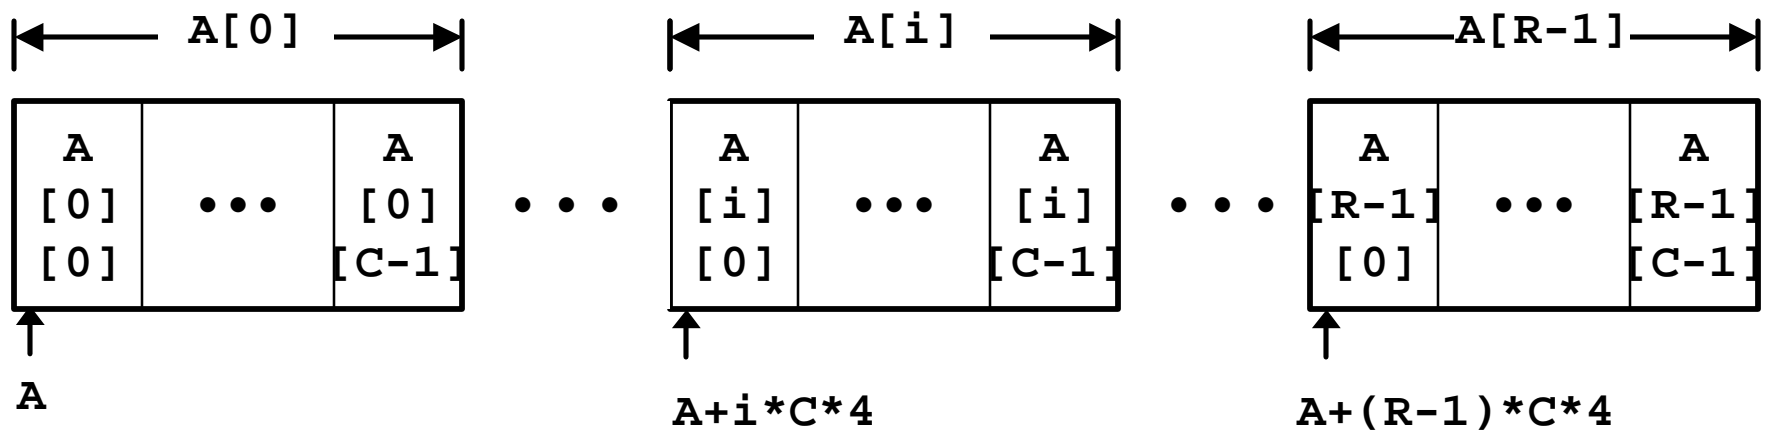 A[0] A[i] A[R-1]
A A A A A A
[0] ••• [0] • • • [i] ••• [i] • • • [R-1] ••• [R-1]
[0] [C-1] [0] [C-1] [0] [C-1]
A A+i*C*4 A+(R-1)*C*4